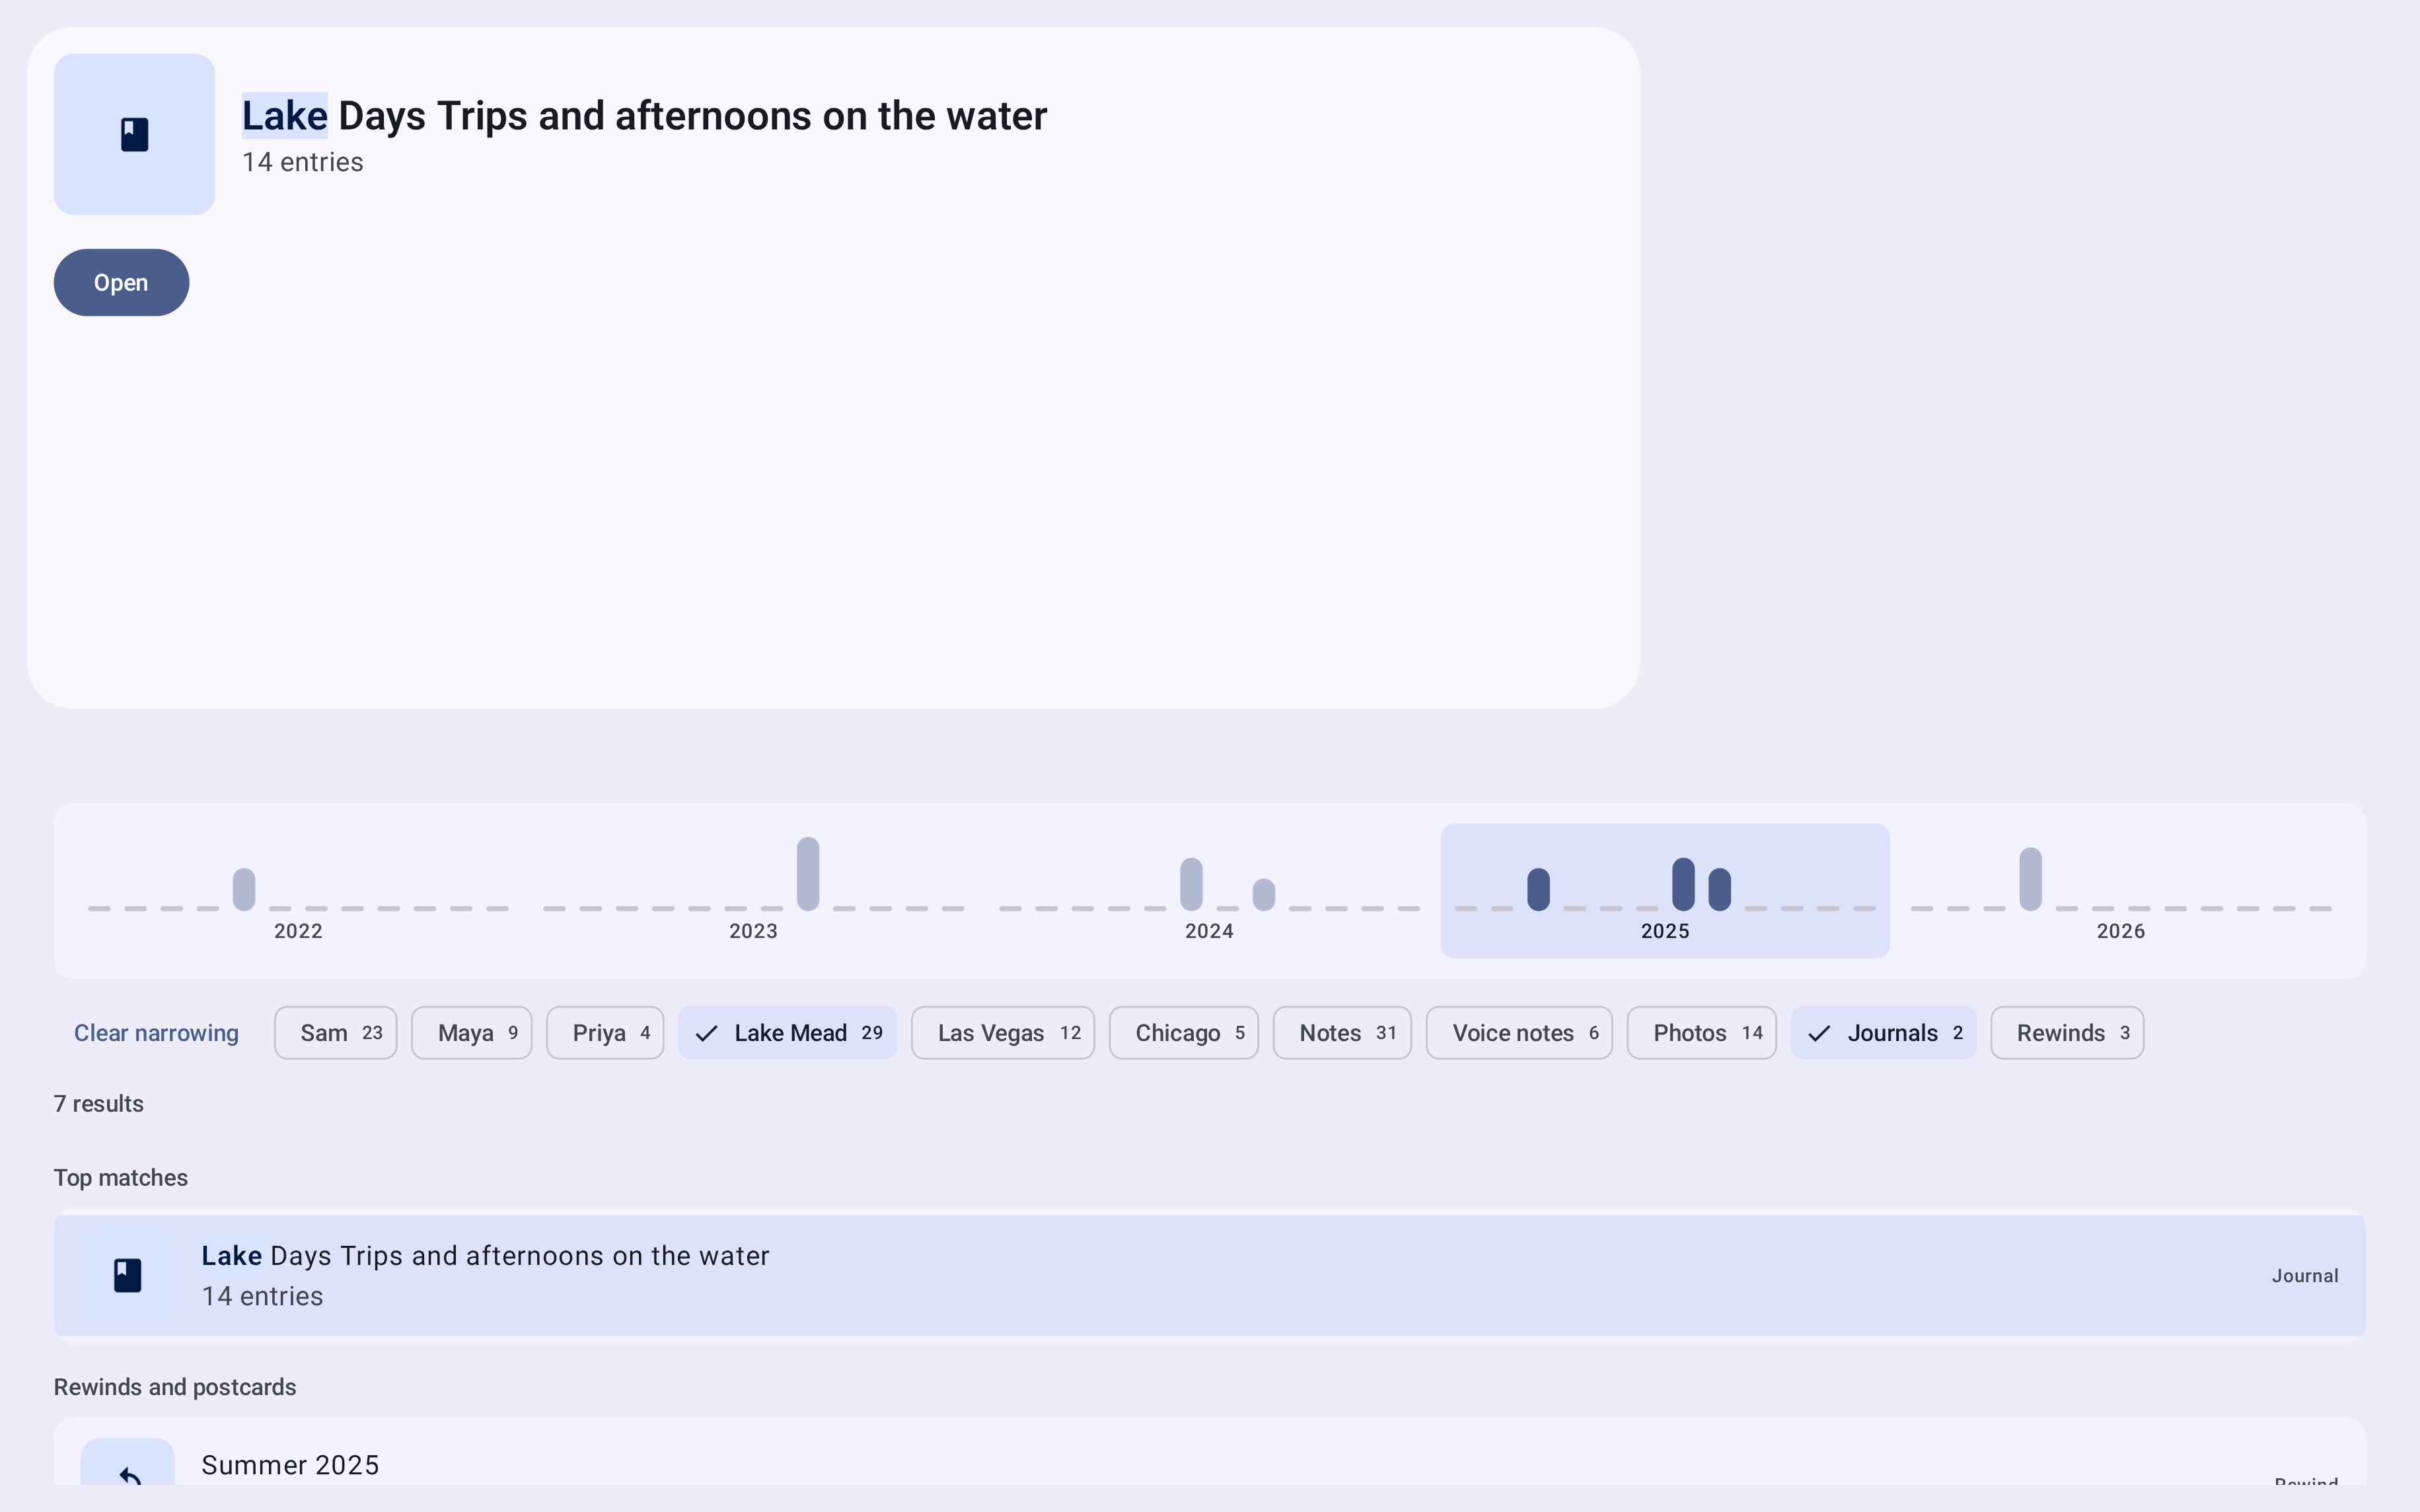 Lake Days Trips and afternoons on the water
14 entries
Open
2022 2023 2024 2025 2026
Clear narrowing Sam 23 Maya 9 Priya 4 Lake Mead 29 Las Vegas 12 Chicago 5 Notes 31 Voice notes 6 Photos 14 Journals 2 Rewinds 3
7 results
Top matches
Lake Days Trips and afternoons on the water
14 entries
Journal
Rewinds and postcards
Summer 2025
Rewind